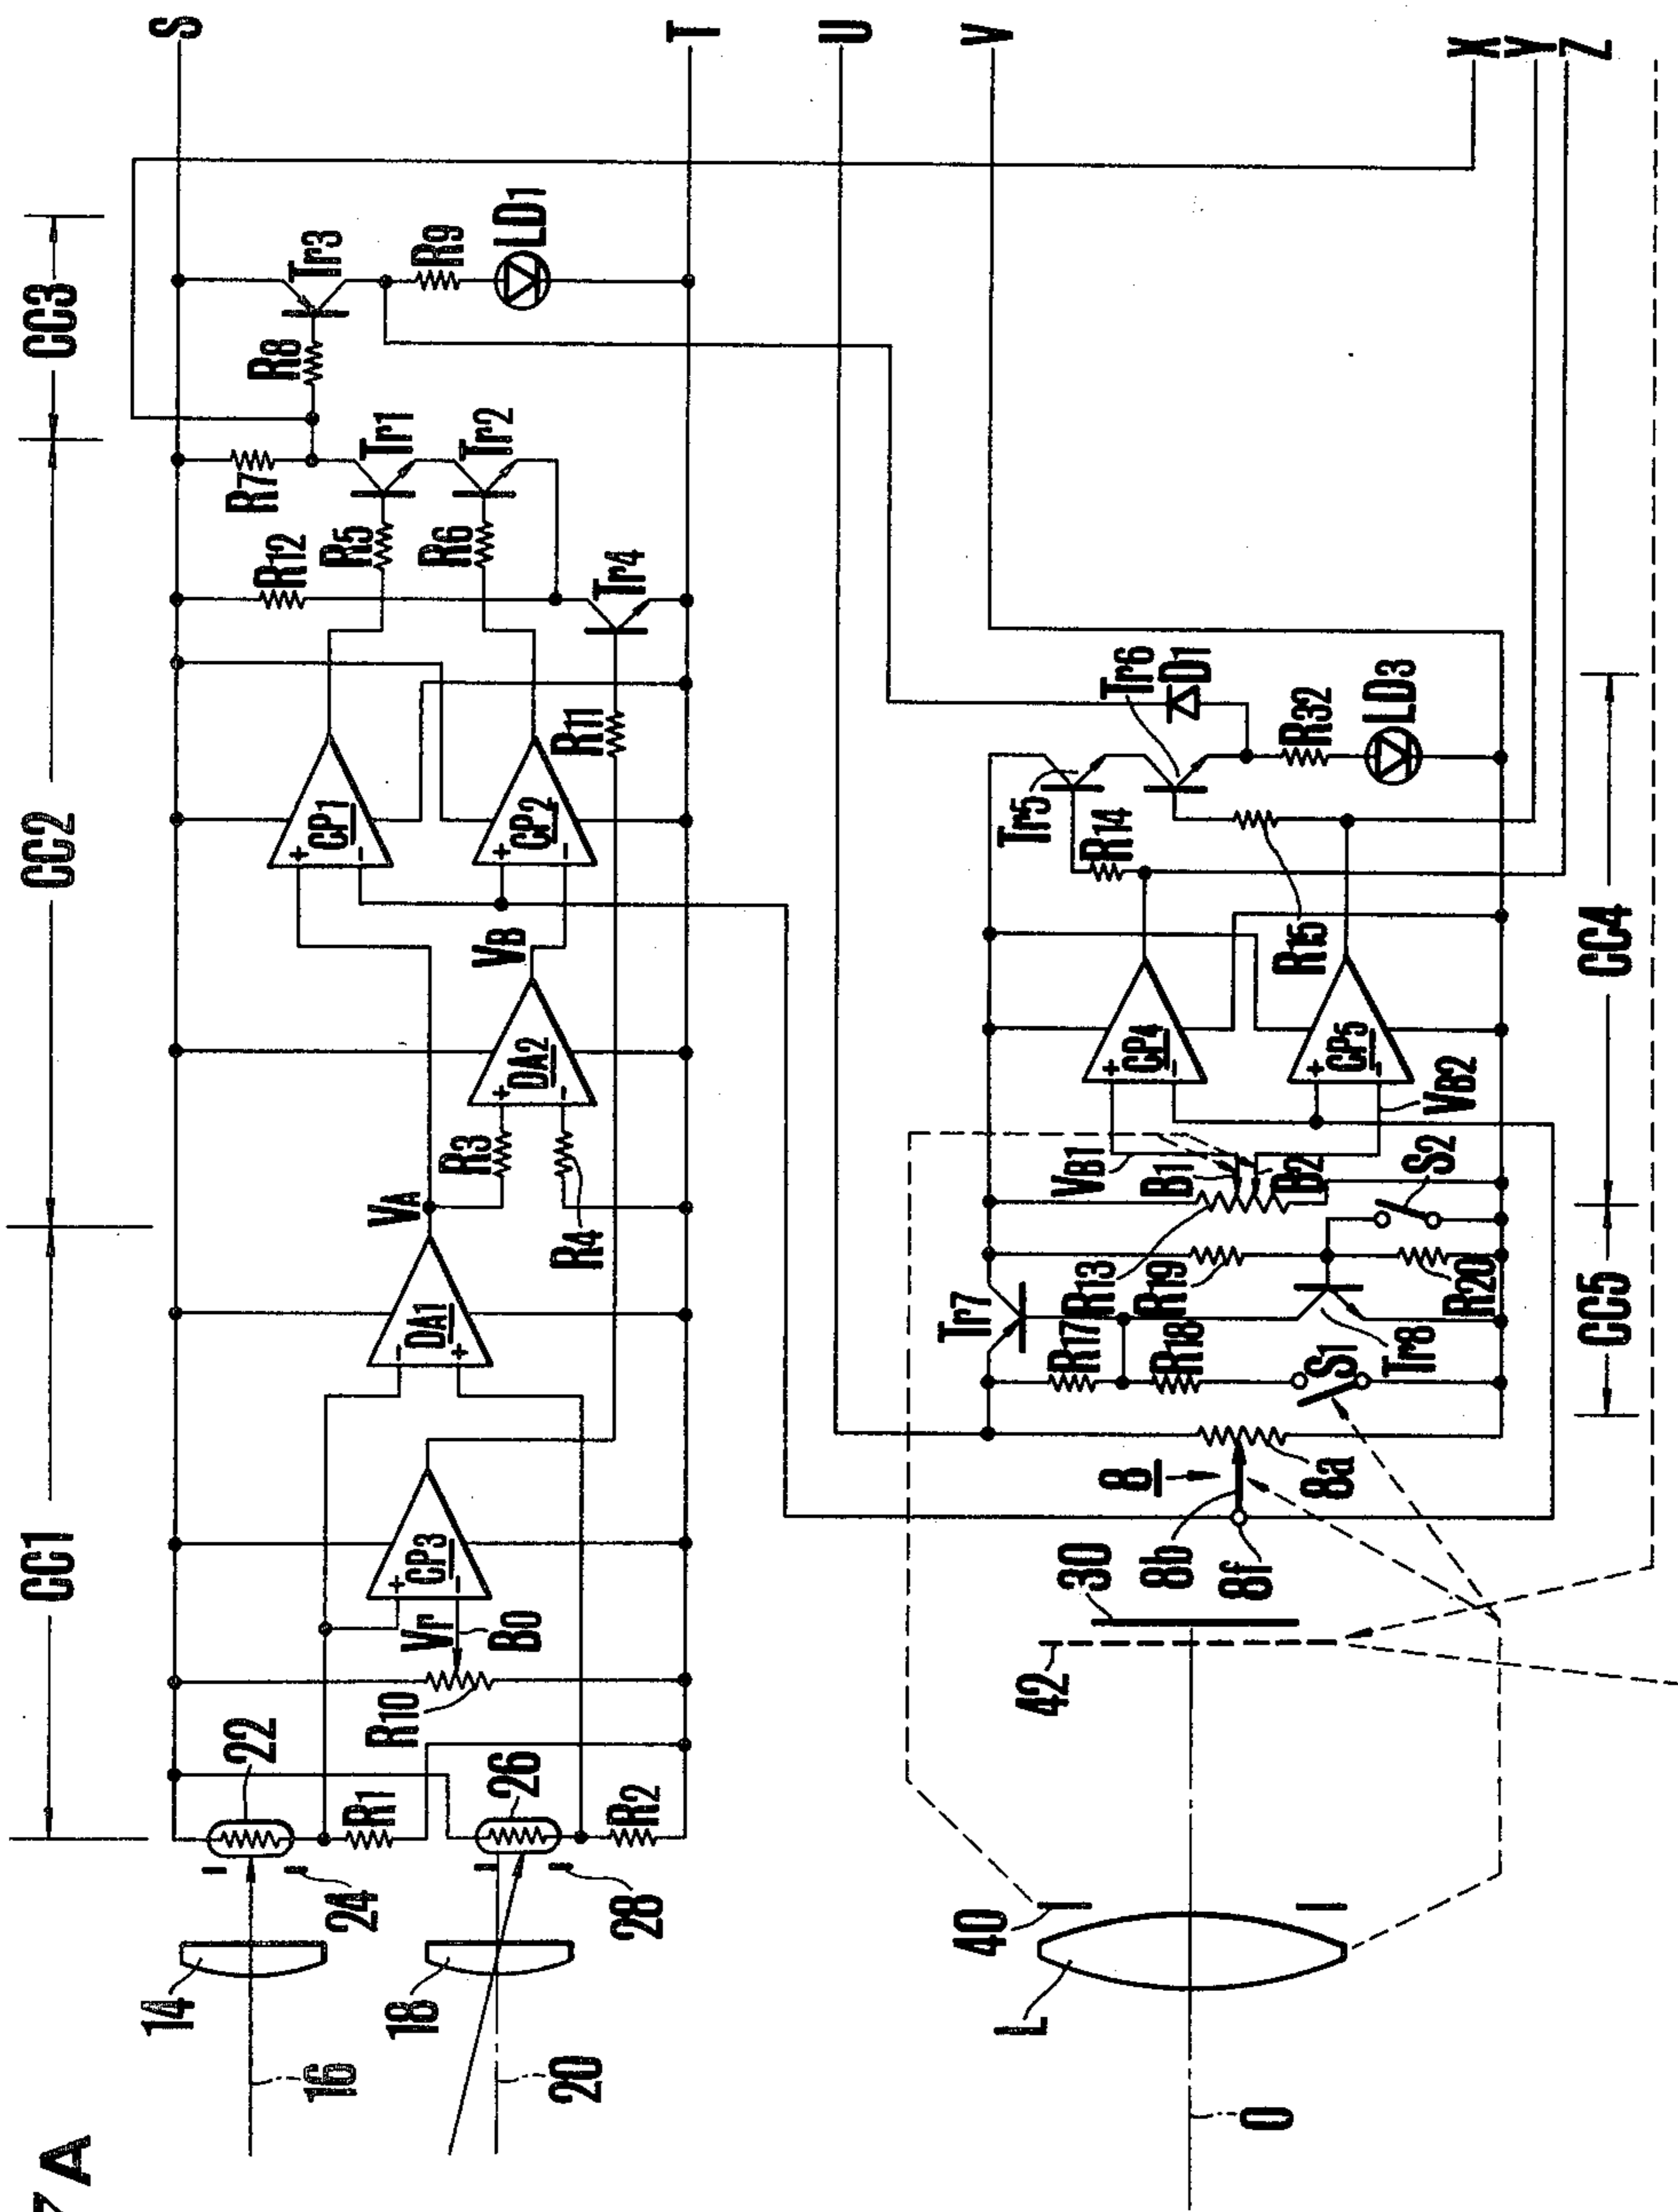 7A
CC1
CC2
CC3
S
T
U
V
X
Y
Z
14
16
18
20
22
24
26
28
R1
R2
R10
Vr
B0
CP3
+
-
DA1
-
+
VA
R3
R4
DA2
+
-
VB
CP1
+
-
CP2
+
-
R11
R12
R5
R6
R7
Tr1
Tr2
Tr4
R8
Tr3
R9
LD1
L
O
40
42
30
8
8b
8f
8a
S1
R17
R18
Tr7
Tr8
R13
R19
R20
S2
VB1
B1
B2
VB2
CP4
+
-
CP5
+
-
R14
R15
Tr5
Tr6
D1
R32
LD3
CC5
CC4